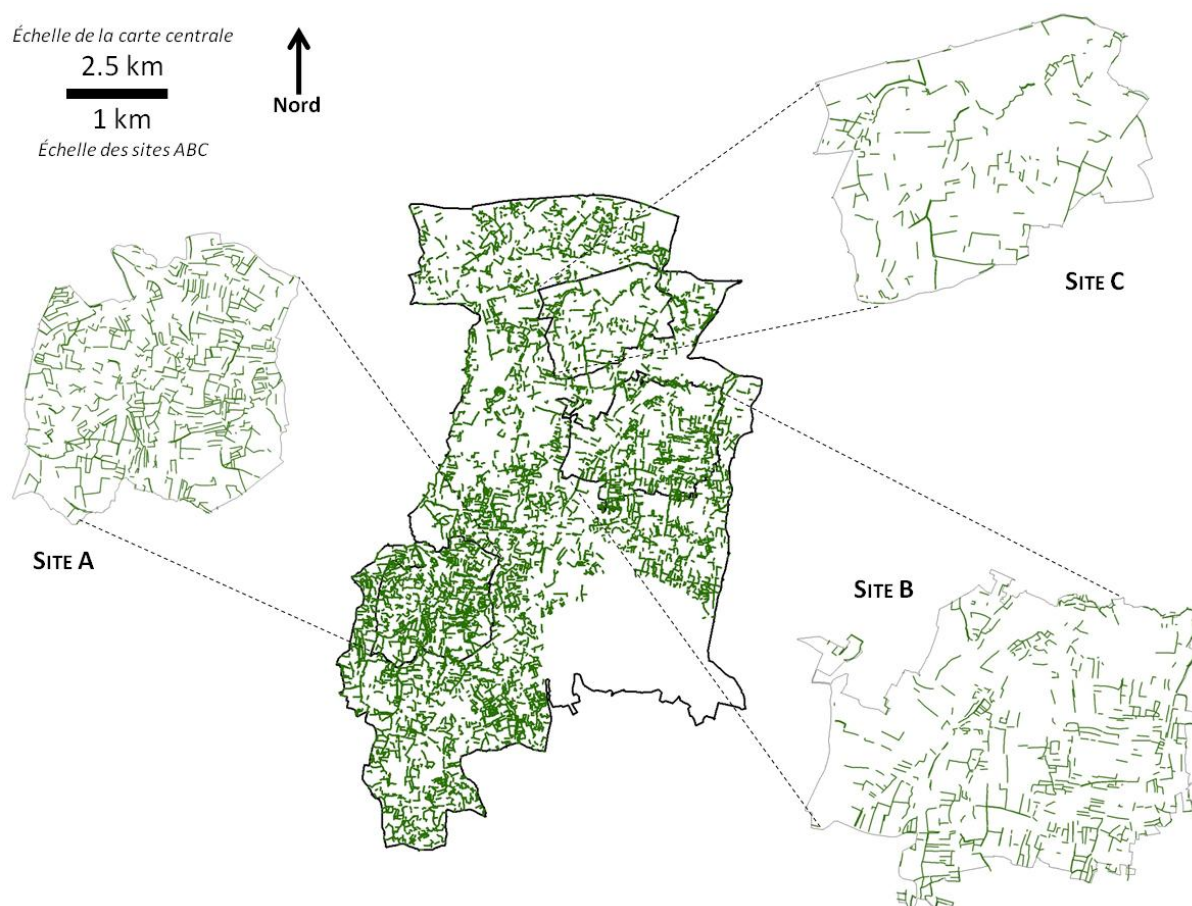 Échelle de la carte centrale
2.5 km
1 km
Échelle des sites ABC
Nord
SITE C
SITE A
SITE B